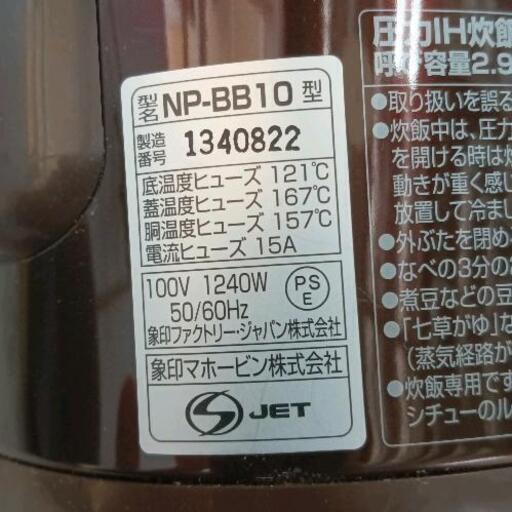 型名 NP-BB10 型
製造番号 1340822
底温度ヒューズ 121℃
蓋温度ヒューズ 167℃
胴温度ヒューズ 157℃
電流ヒューズ 15A
100V 1240W
50/60Hz
PSE
象印ファクトリー・ジャパン株式会社
象印マホービン株式会社
S JET
圧力IH炊飯
呼び容量2.9
●取り扱いを誤る
●炊飯中は、圧力
を開ける時は炊
動きが重く感じ
放置して冷まし
●外ぶたを閉め
●なべの3分の2
●煮豆などの豆
●「七草がゆ」な
(蒸気経路が
●炊飯専用です
シチューのル